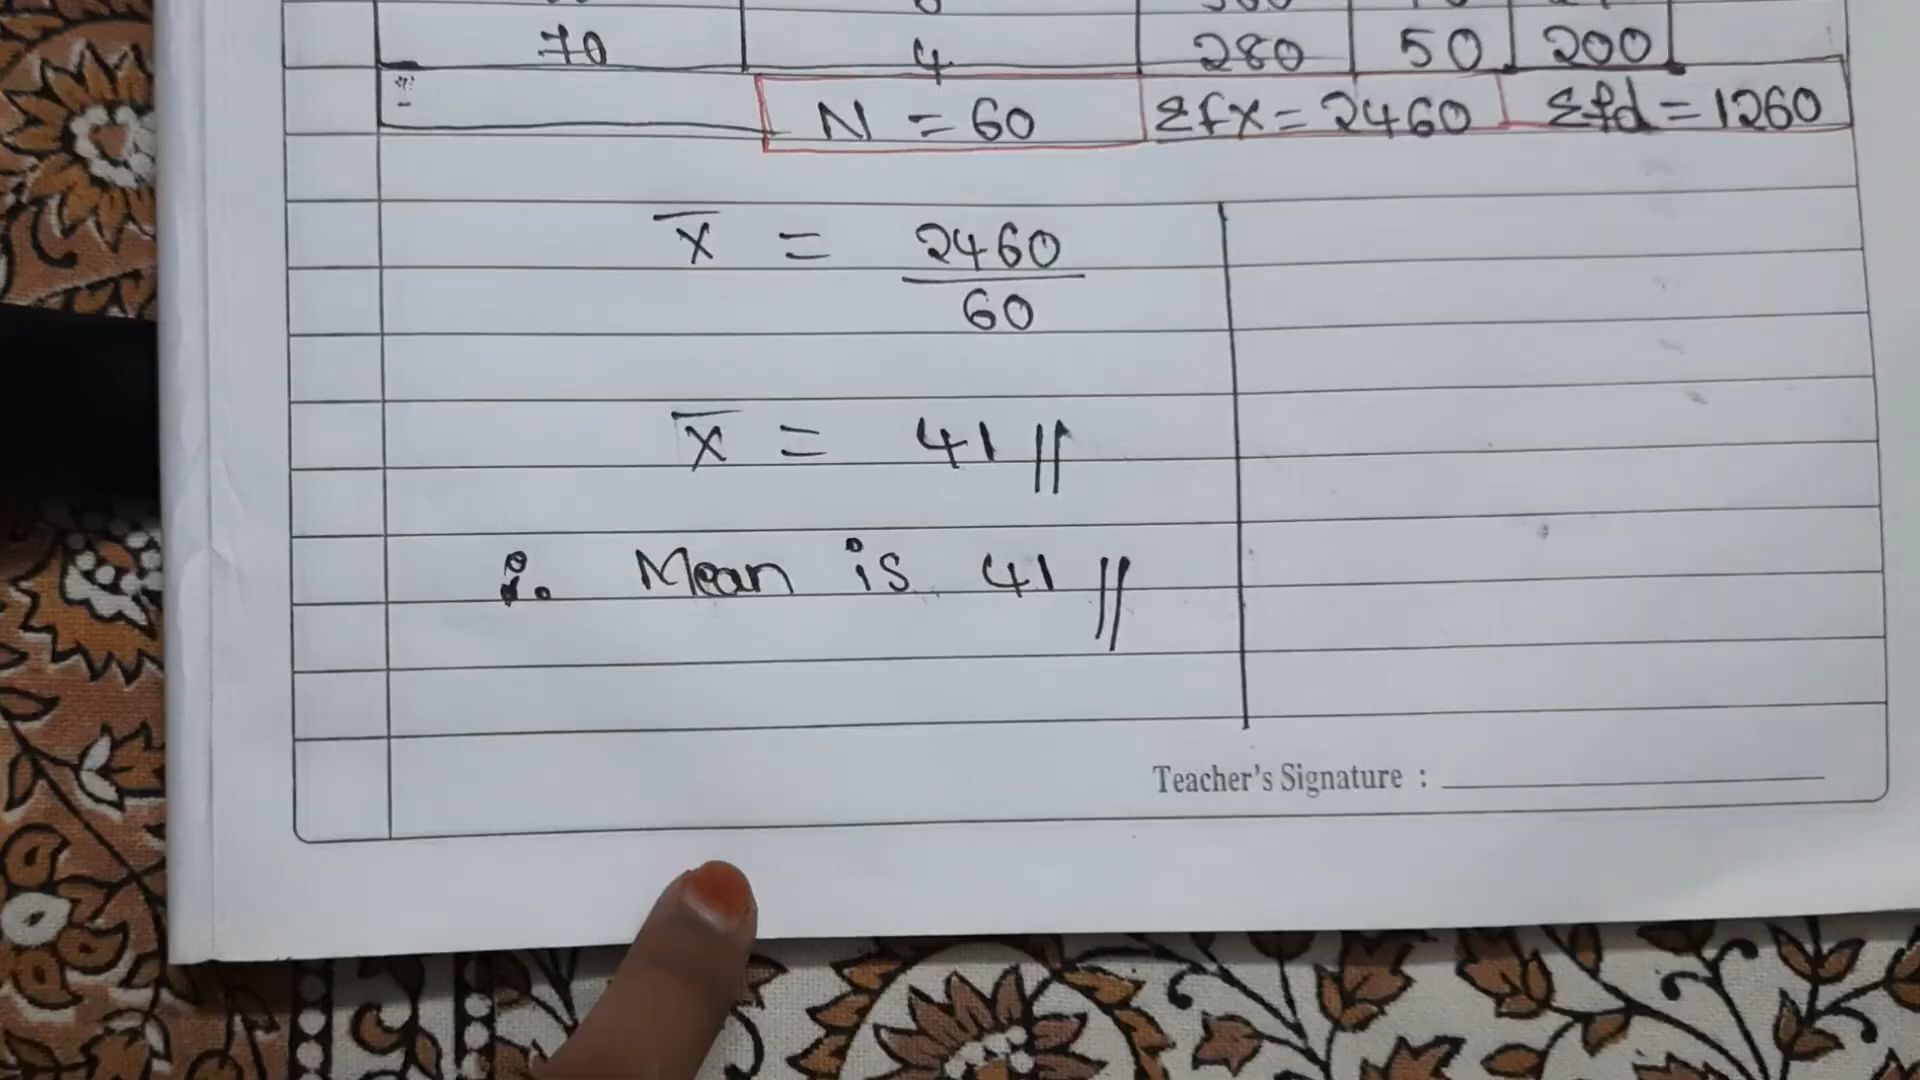 70 4 280 50 200
N = 60 Σfx = 2460 Σfd = 1260
x̄ = 2460
60
x̄ = 41 //
∴ Mean is 41 //
Teacher's Signature :